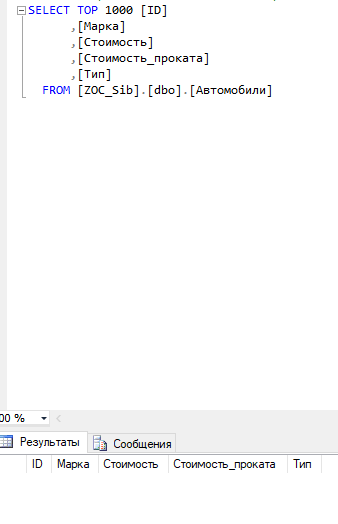 SELECT TOP 1000 [ID]
,[Марка]
,[Стоимость]
,[Стоимость_проката]
,[Тип]
FROM [ZOC_Sib].[dbo].[Автомобили]
00 %
Результаты Сообщения
ID Марка Стоимость Стоимость_проката Тип